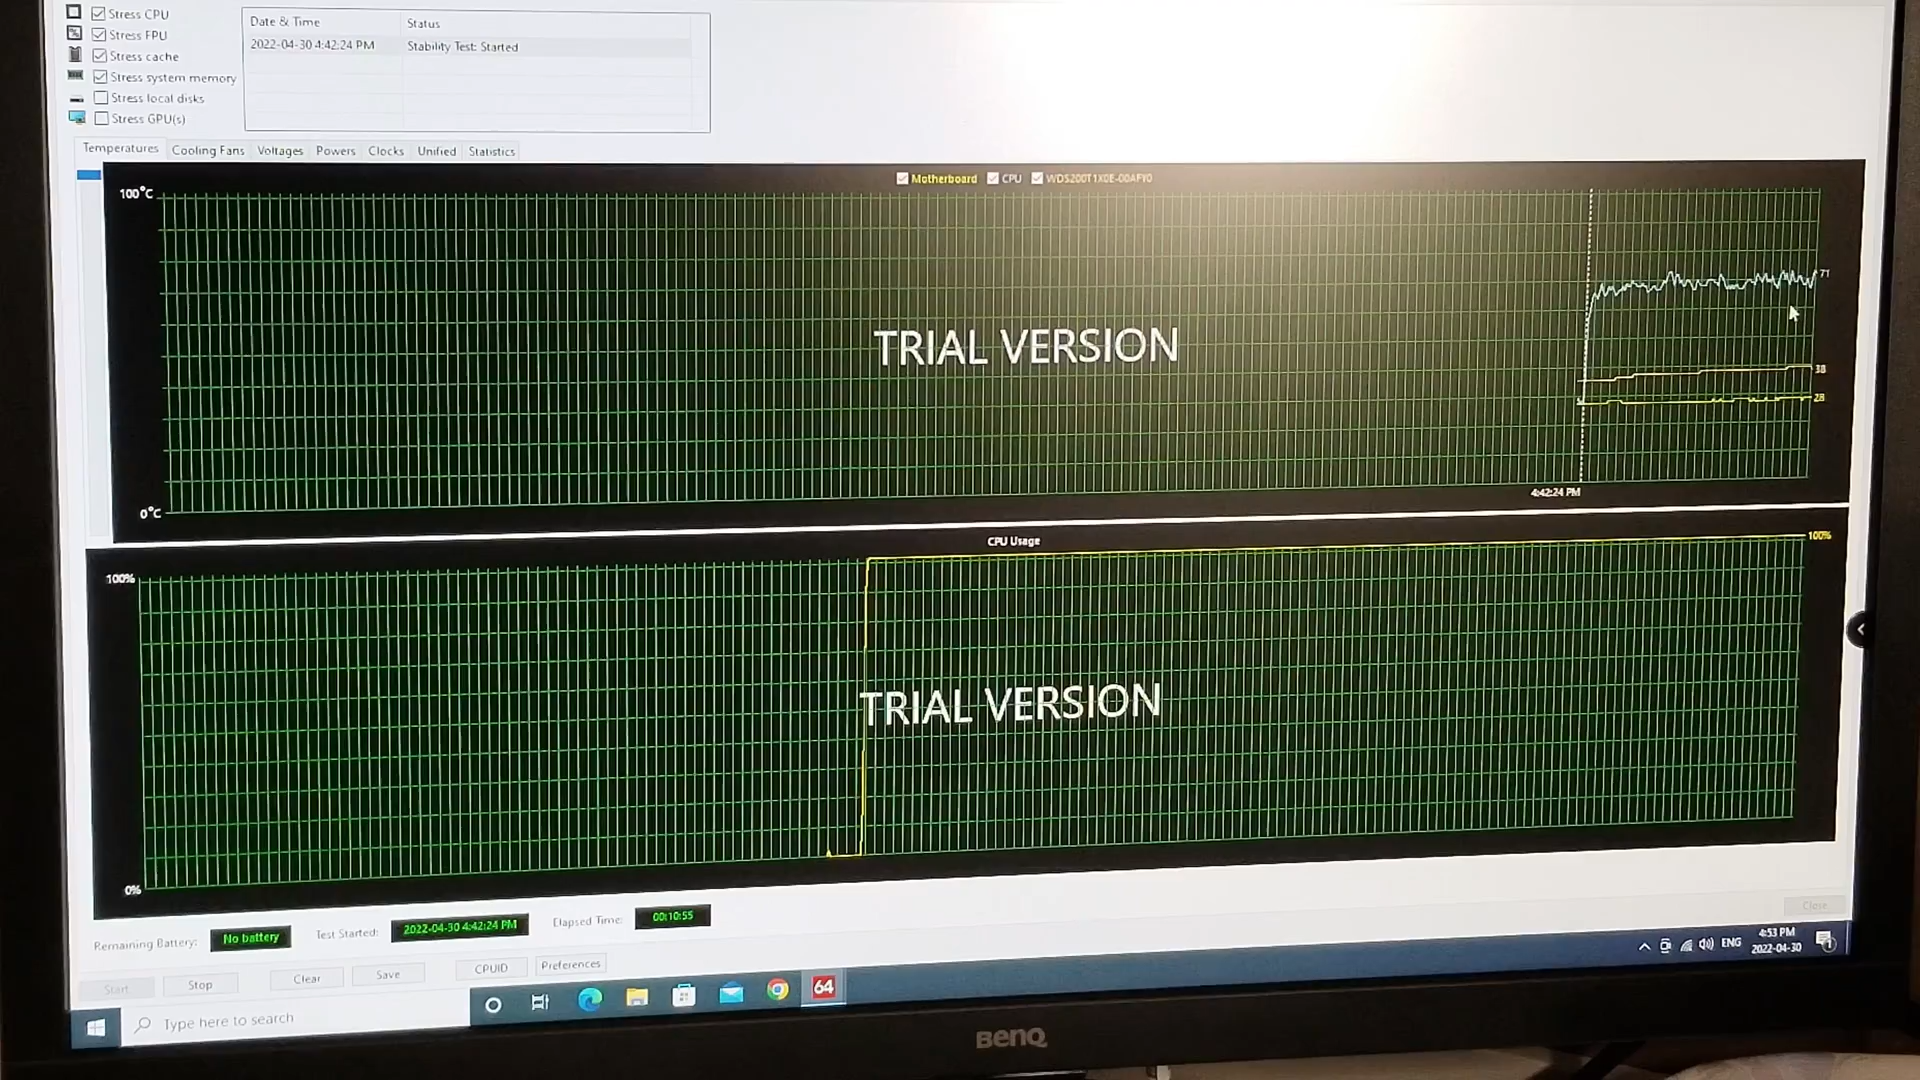 Stress CPU
Stress FPU
Stress cache
Stress system memory
Stress local disks
Stress GPU(s)
Date & Time Status
2022-04-30 4:42:24 PM Stability Test: Started
Temperatures Cooling Fans Voltages Powers Clocks Unified Statistics
Motherboard CPU WDS200T1X0E-00AFY0
100°C
71
TRIAL VERSION
38
28
4:42:24 PM
0°C
CPU Usage
100%
100%
TRIAL VERSION
0%
Remaining Battery: No battery Test Started: 2022-04-30 4:42:24 PM Elapsed Time: 00:10:55
Close
Start Stop Clear Save CPUID Preferences
ENG 4:53 PM
2022-04-30
1
64
Type here to search
BenQ